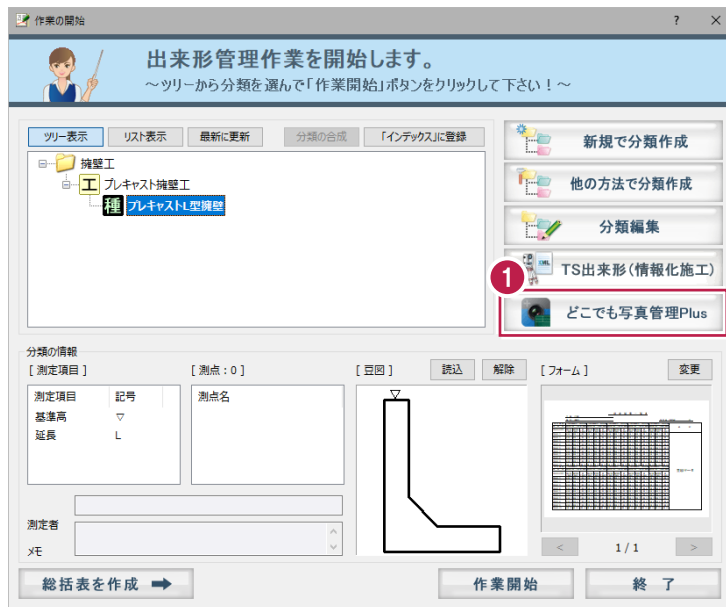 作業の開始
? ×
出来形管理作業を開始します。
～ツリーから分類を選んで「作業開始」ボタンをクリックして下さい！～
ツリー表示 リスト表示 最新に更新 分類の合成 「インデックス」に登録
擁壁工
工 プレキャスト擁壁工
種 プレキャストL型擁壁
新規で分類作成
他の方法で分類作成
分類編集
1
TS出来形(情報化施工)
どこでも写真管理Plus
分類の情報
[ 測定項目 ]
測定項目 記号
基準高 ▽
延長 L
[ 測点 : 0 ]
測点名
[ 豆図 ] 読込 解除
[ フォーム ] 変更
測定者
メモ
< 1 / 1 >
総括表を作成
作業開始
終 了